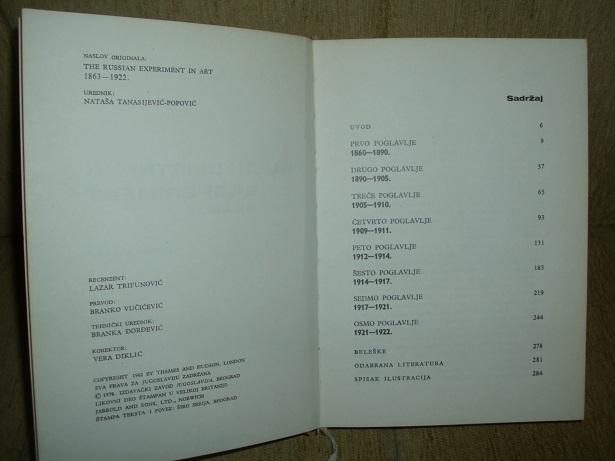 NASLOV ORIGINALA:
THE RUSSIAN EXPERIMENT IN ART
1863—1922.
UREDNIK:
NATAŠA TANASIJEVIĆ-POPOVIĆ
RECENZENT:
LAZAR TRIFUNOVIĆ
PREVOD:
BRANKO VUČIĆEVIĆ
TEHNIČKI UREDNIK:
BRANKA ĐORĐEVIĆ
KOREKTOR:
VERA DIKLIĆ
COPYRIGHT 1962 BY THAMES AND HUDSON, LONDON
SVA PRAVA ZA JUGOSLAVIJU ZADRŽANA
IZDAVAČKI ZAVOD JUGOSLAVIJA, BEOGRAD
LIKOVNI DEO ŠTAMPAN U VELIKOJ BRITANIJI
JARROLD AND SONS, LTD., NORWICH
ŠTAMPA TEKSTA I POVEZ: SRBIJA, BEOGRAD
Sadržaj
UVOD 6
PRVO POGLAVLJE 9
1860—1890.
DRUGO POGLAVLJE 37
1890—1905.
TREĆE POGLAVLJE 65
1905—1910.
ČETVRTO POGLAVLJE 93
1909—1911.
PETO POGLAVLJE 131
1912—1914.
ŠESTO POGLAVLJE 185
1914—1917.
SEDMO POGLAVLJE 219
1917—1921.
OSMO POGLAVLJE 244
1921—1922.
BELEŠKE 278
ODABRANA LITERATURA 281
SPISAK ILUSTRACIJA 284